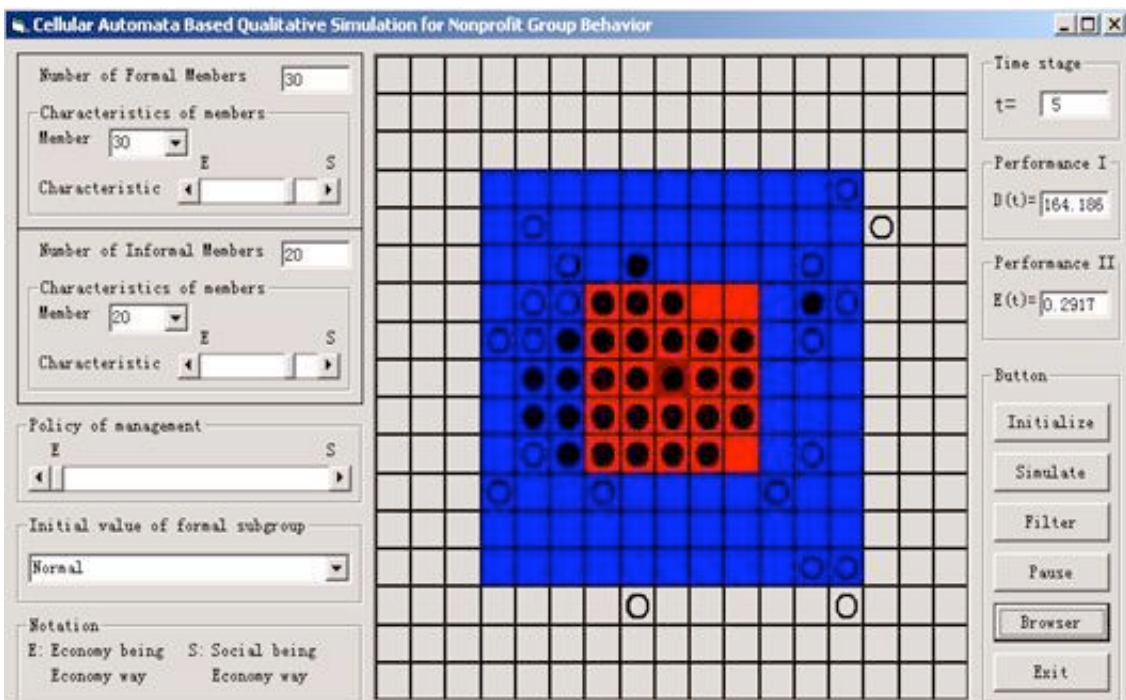 Cellular Automata Based Qualitative Simulation for Nonprofit Group Behavior
Number of Formal Members 30
Characteristics of members
Member 30
E S
Characteristic
Number of Informal Members 20
Characteristics of members
Member 20
E S
Characteristic
Policy of management
E S
Initial value of formal subgroup
Normal
Notation
E: Economy being S: Social being
Economy way Economy way
Time stage
t= 5
Performance I
D(t)= 164.186
Performance II
E(t)= 0.2917
Button
Initialize
Simulate
Filter
Pause
Browser
Exit